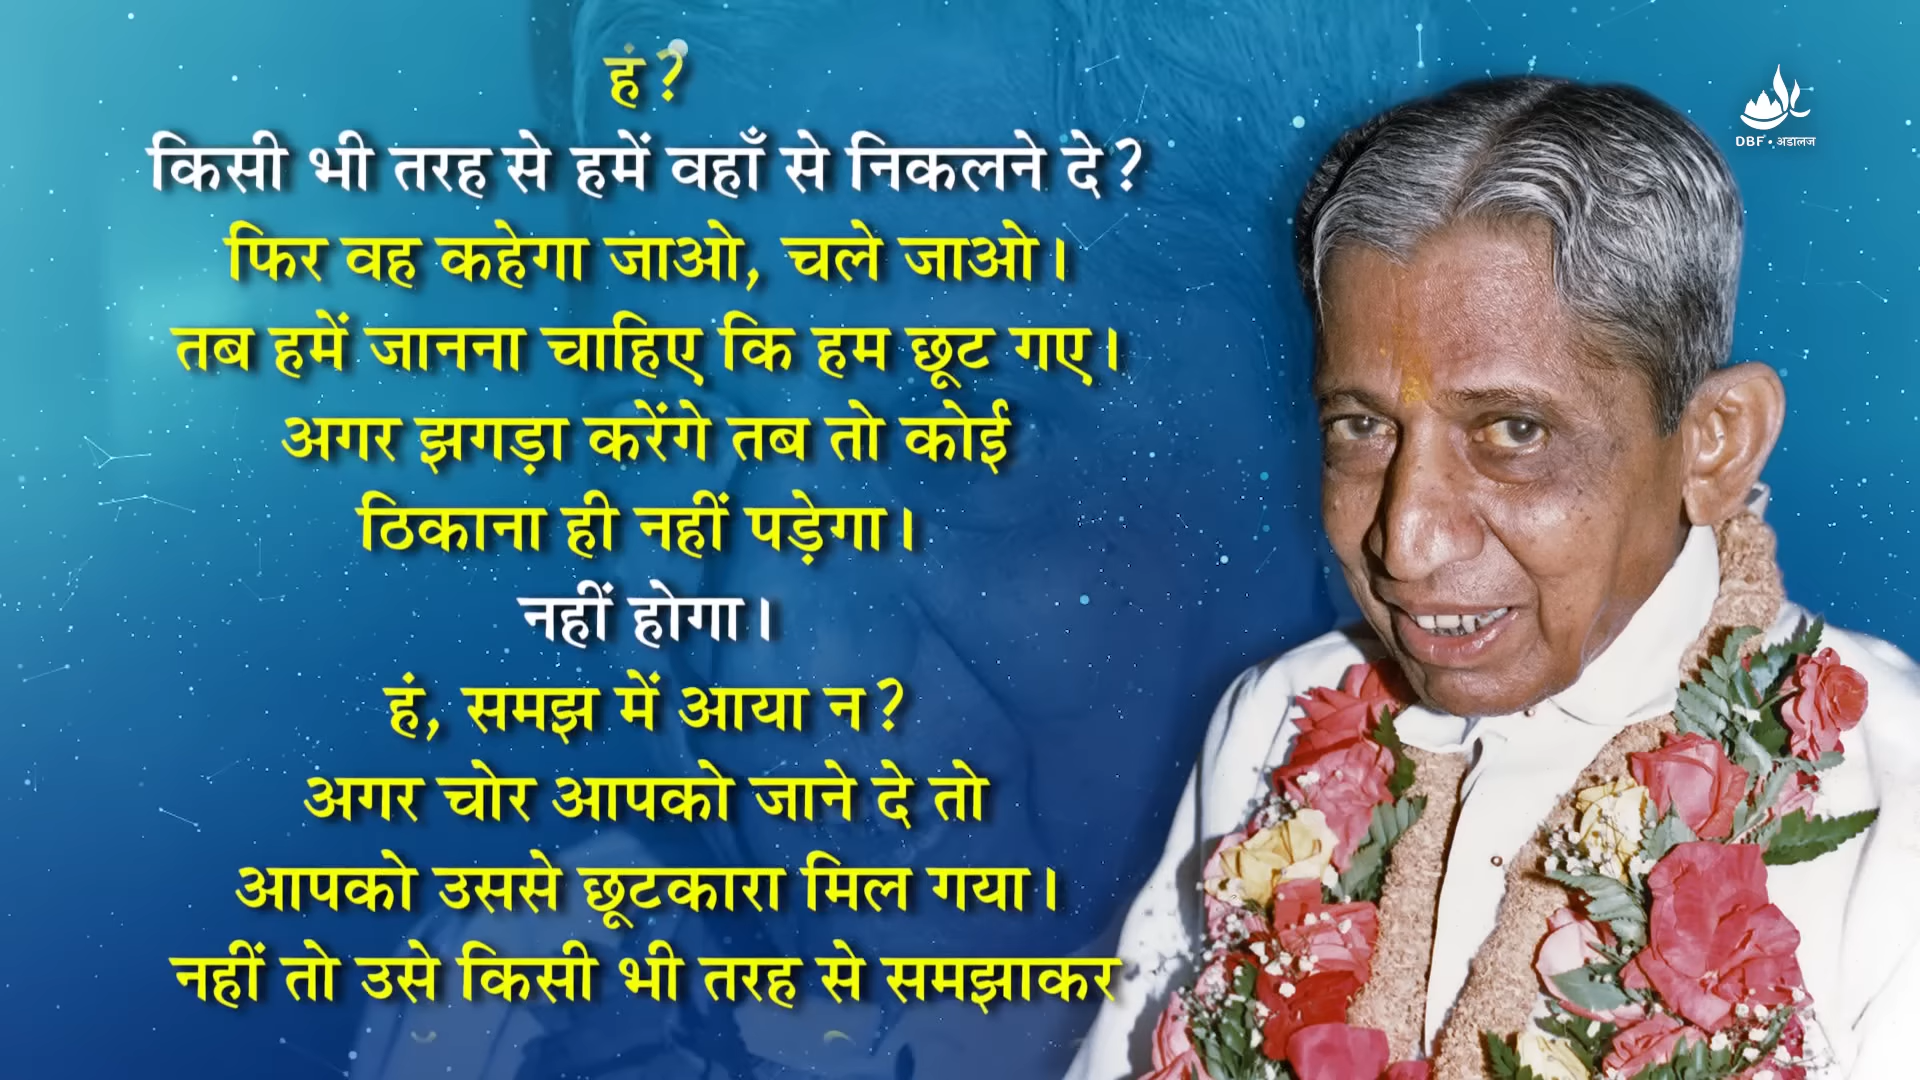 हं?
किसी भी तरह से हमें वहाँ से निकलने दे?
फिर वह कहेगा जाओ, चले जाओ।
तब हमें जानना चाहिए कि हम छूट गए।
अगर झगड़ा करेंगे तब तो कोई
ठिकाना ही नहीं पड़ेगा।
नहीं होगा।
हं, समझ में आया न?
अगर चोर आपको जाने दे तो
आपको उससे छूटकारा मिल गया।
नहीं तो उसे किसी भी तरह से समझाकर
DBF • अडालज